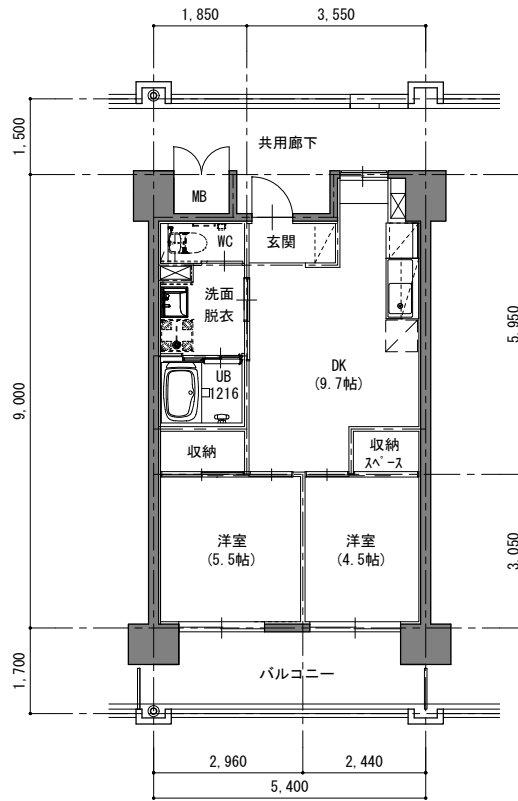 1,850
3,550
1,500
共用廊下
MB
WC
玄関
洗面
脱衣
5,950
9,000
DK
(9.7帖)
UB
1216
収納
収納
スペース
洋室
(5.5帖)
洋室
(4.5帖)
3,050
1,700
バルコニー
2,960
2,440
5,400